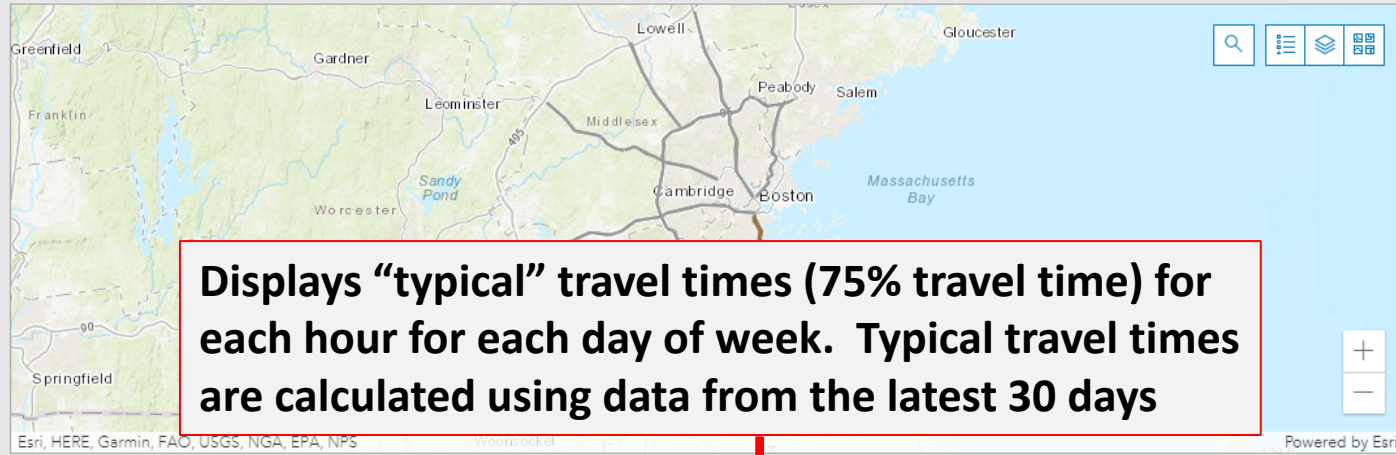 Lowell
Gloucester
Greenfield
Gardner
Peabody
Salem
Leominster
Franklin
Middlesex
495
95
Sandy
Pond
Massachusetts
Bay
Cambridge
Boston
Worcester
Displays “typical” travel times (75% travel time) for
each hour for each day of week. Typical travel times
are calculated using data from the latest 30 days
90
Springfield
Esri, HERE, Garmin, FAO, USGS, NGA, EPA, NPS
Woonsocket
Powered by Esri